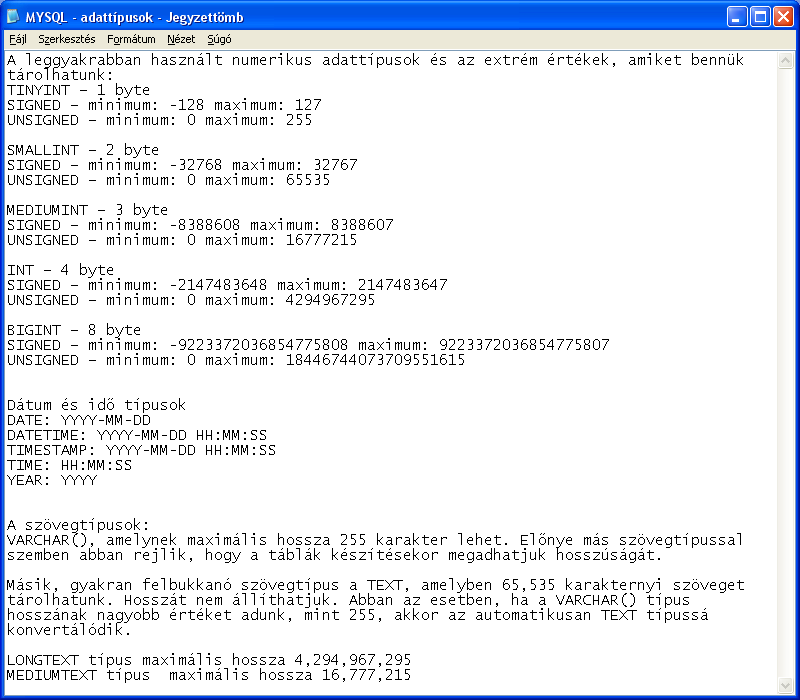 MYSQL - adattípusok - Jegyzettömb
Fájl Szerkesztés Formátum Nézet Súgó
A leggyakrabban használt numerikus adattípusok és az extrém értékek, amiket bennük
tárolhatunk:
TINYINT - 1 byte
SIGNED - minimum: -128 maximum: 127
UNSIGNED - minimum: 0 maximum: 255
SMALLINT - 2 byte
SIGNED - minimum: -32768 maximum: 32767
UNSIGNED - minimum: 0 maximum: 65535
MEDIUMINT - 3 byte
SIGNED - minimum: -8388608 maximum: 8388607
UNSIGNED - minimum: 0 maximum: 16777215
INT - 4 byte
SIGNED - minimum: -2147483648 maximum: 2147483647
UNSIGNED - minimum: 0 maximum: 4294967295
BIGINT - 8 byte
SIGNED - minimum: -9223372036854775808 maximum: 9223372036854775807
UNSIGNED - minimum: 0 maximum: 18446744073709551615
Dátum és idő típusok
DATE: YYYY-MM-DD
DATETIME: YYYY-MM-DD HH:MM:SS
TIMESTAMP: YYYY-MM-DD HH:MM:SS
TIME: HH:MM:SS
YEAR: YYYY
A szövegtípusok:
VARCHAR(), amelynek maximális hossza 255 karakter lehet. Előnye más szövegtípussal
szemben abban rejlik, hogy a táblák készítésekor megadhatjuk hosszúságát.
Másik, gyakran felbukkanó szövegtípus a TEXT, amelyben 65,535 karakternyi szöveget
tárolhatunk. Hosszát nem állíthatjuk. Abban az esetben, ha a VARCHAR() típus
hosszának nagyobb értéket adunk, mint 255, akkor az automatikusan TEXT típussá
konvertálódik.
LONGTEXT típus maximális hossza 4,294,967,295
MEDIUMTEXT típus  maximális hossza 16,777,215